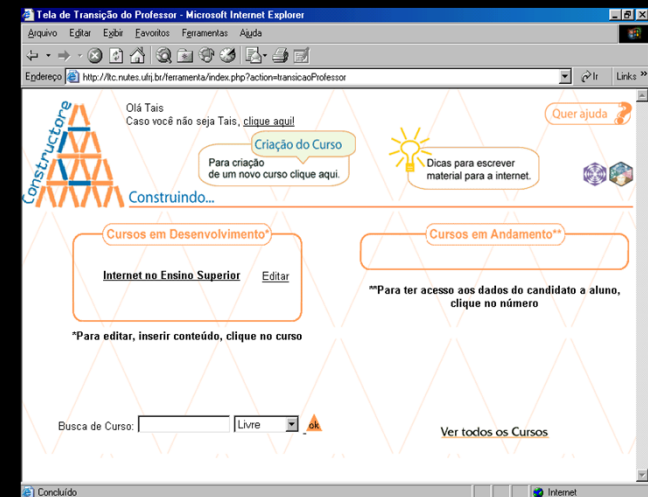 Tela de Transição do Professor - Microsoft Internet Explorer
Arquivo Editar Exibir Favoritos Ferramentas Ajuda
Endereço http://ltc.nutes.ufrj.br/ferramenta/index.php?action=transicaoProfessor Ir Links »
Constructore
Olá Tais
Caso você não seja Tais, clique aqui!
Quer ajuda ?
Criação do Curso
Para criação
de um novo curso clique aqui.
Dicas para escrever
material para a internet.
Construindo...
Cursos em Desenvolvimento*
Internet no Ensino Superior Editar
*Para editar, inserir conteúdo, clique no curso
Cursos em Andamento**
**Para ter acesso aos dados do candidato a aluno,
clique no número
Busca de Curso: Livre ok
Ver todos os Cursos
Concluído Internet